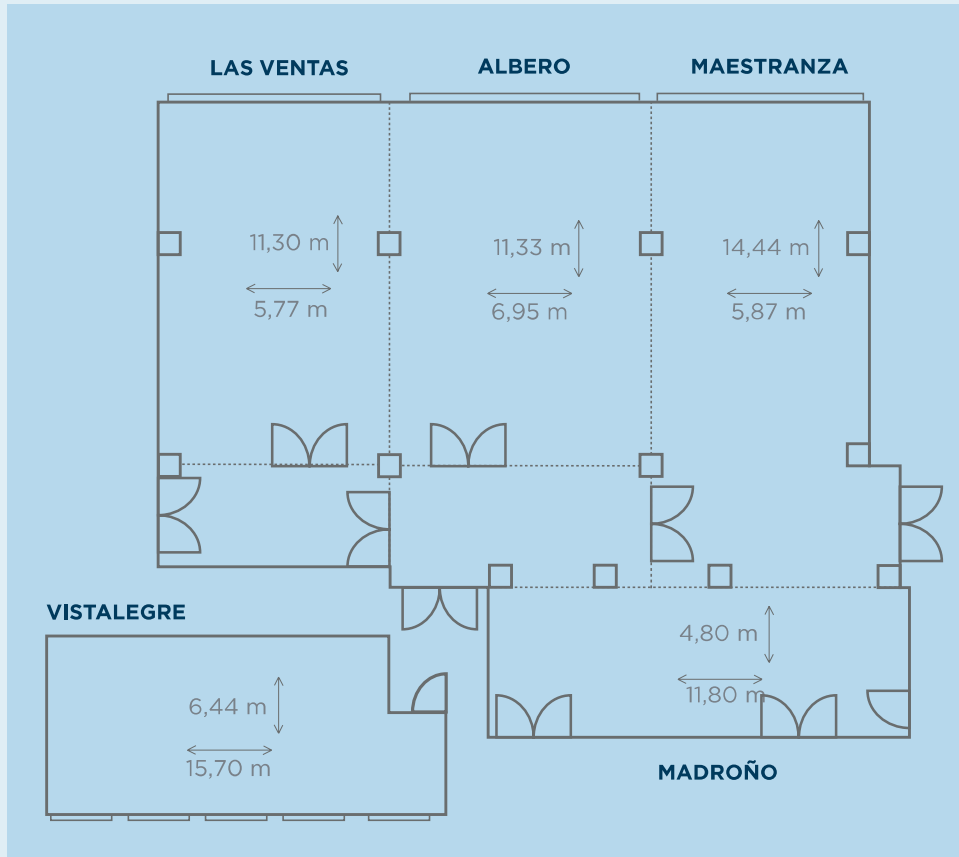 LAS VENTAS
ALBERO
MAESTRANZA
11,30 m
5,77 m
11,33 m
6,95 m
14,44 m
5,87 m
VISTALEGRE
6,44 m
15,70 m
4,80 m
11,80 m
MADROÑO